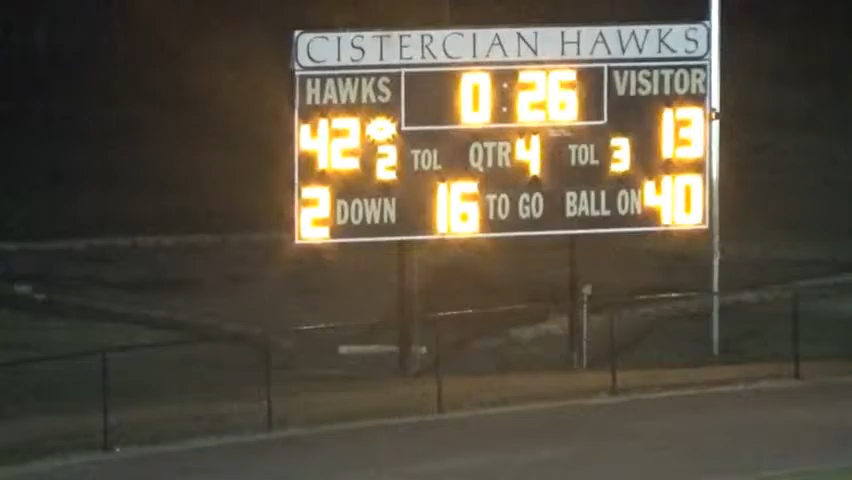 CISTERCIAN HAWKS
HAWKS 0:26 VISITOR
42 2 TOL QTR 4 TOL 3 13
2 DOWN 16 TO GO BALL ON 40